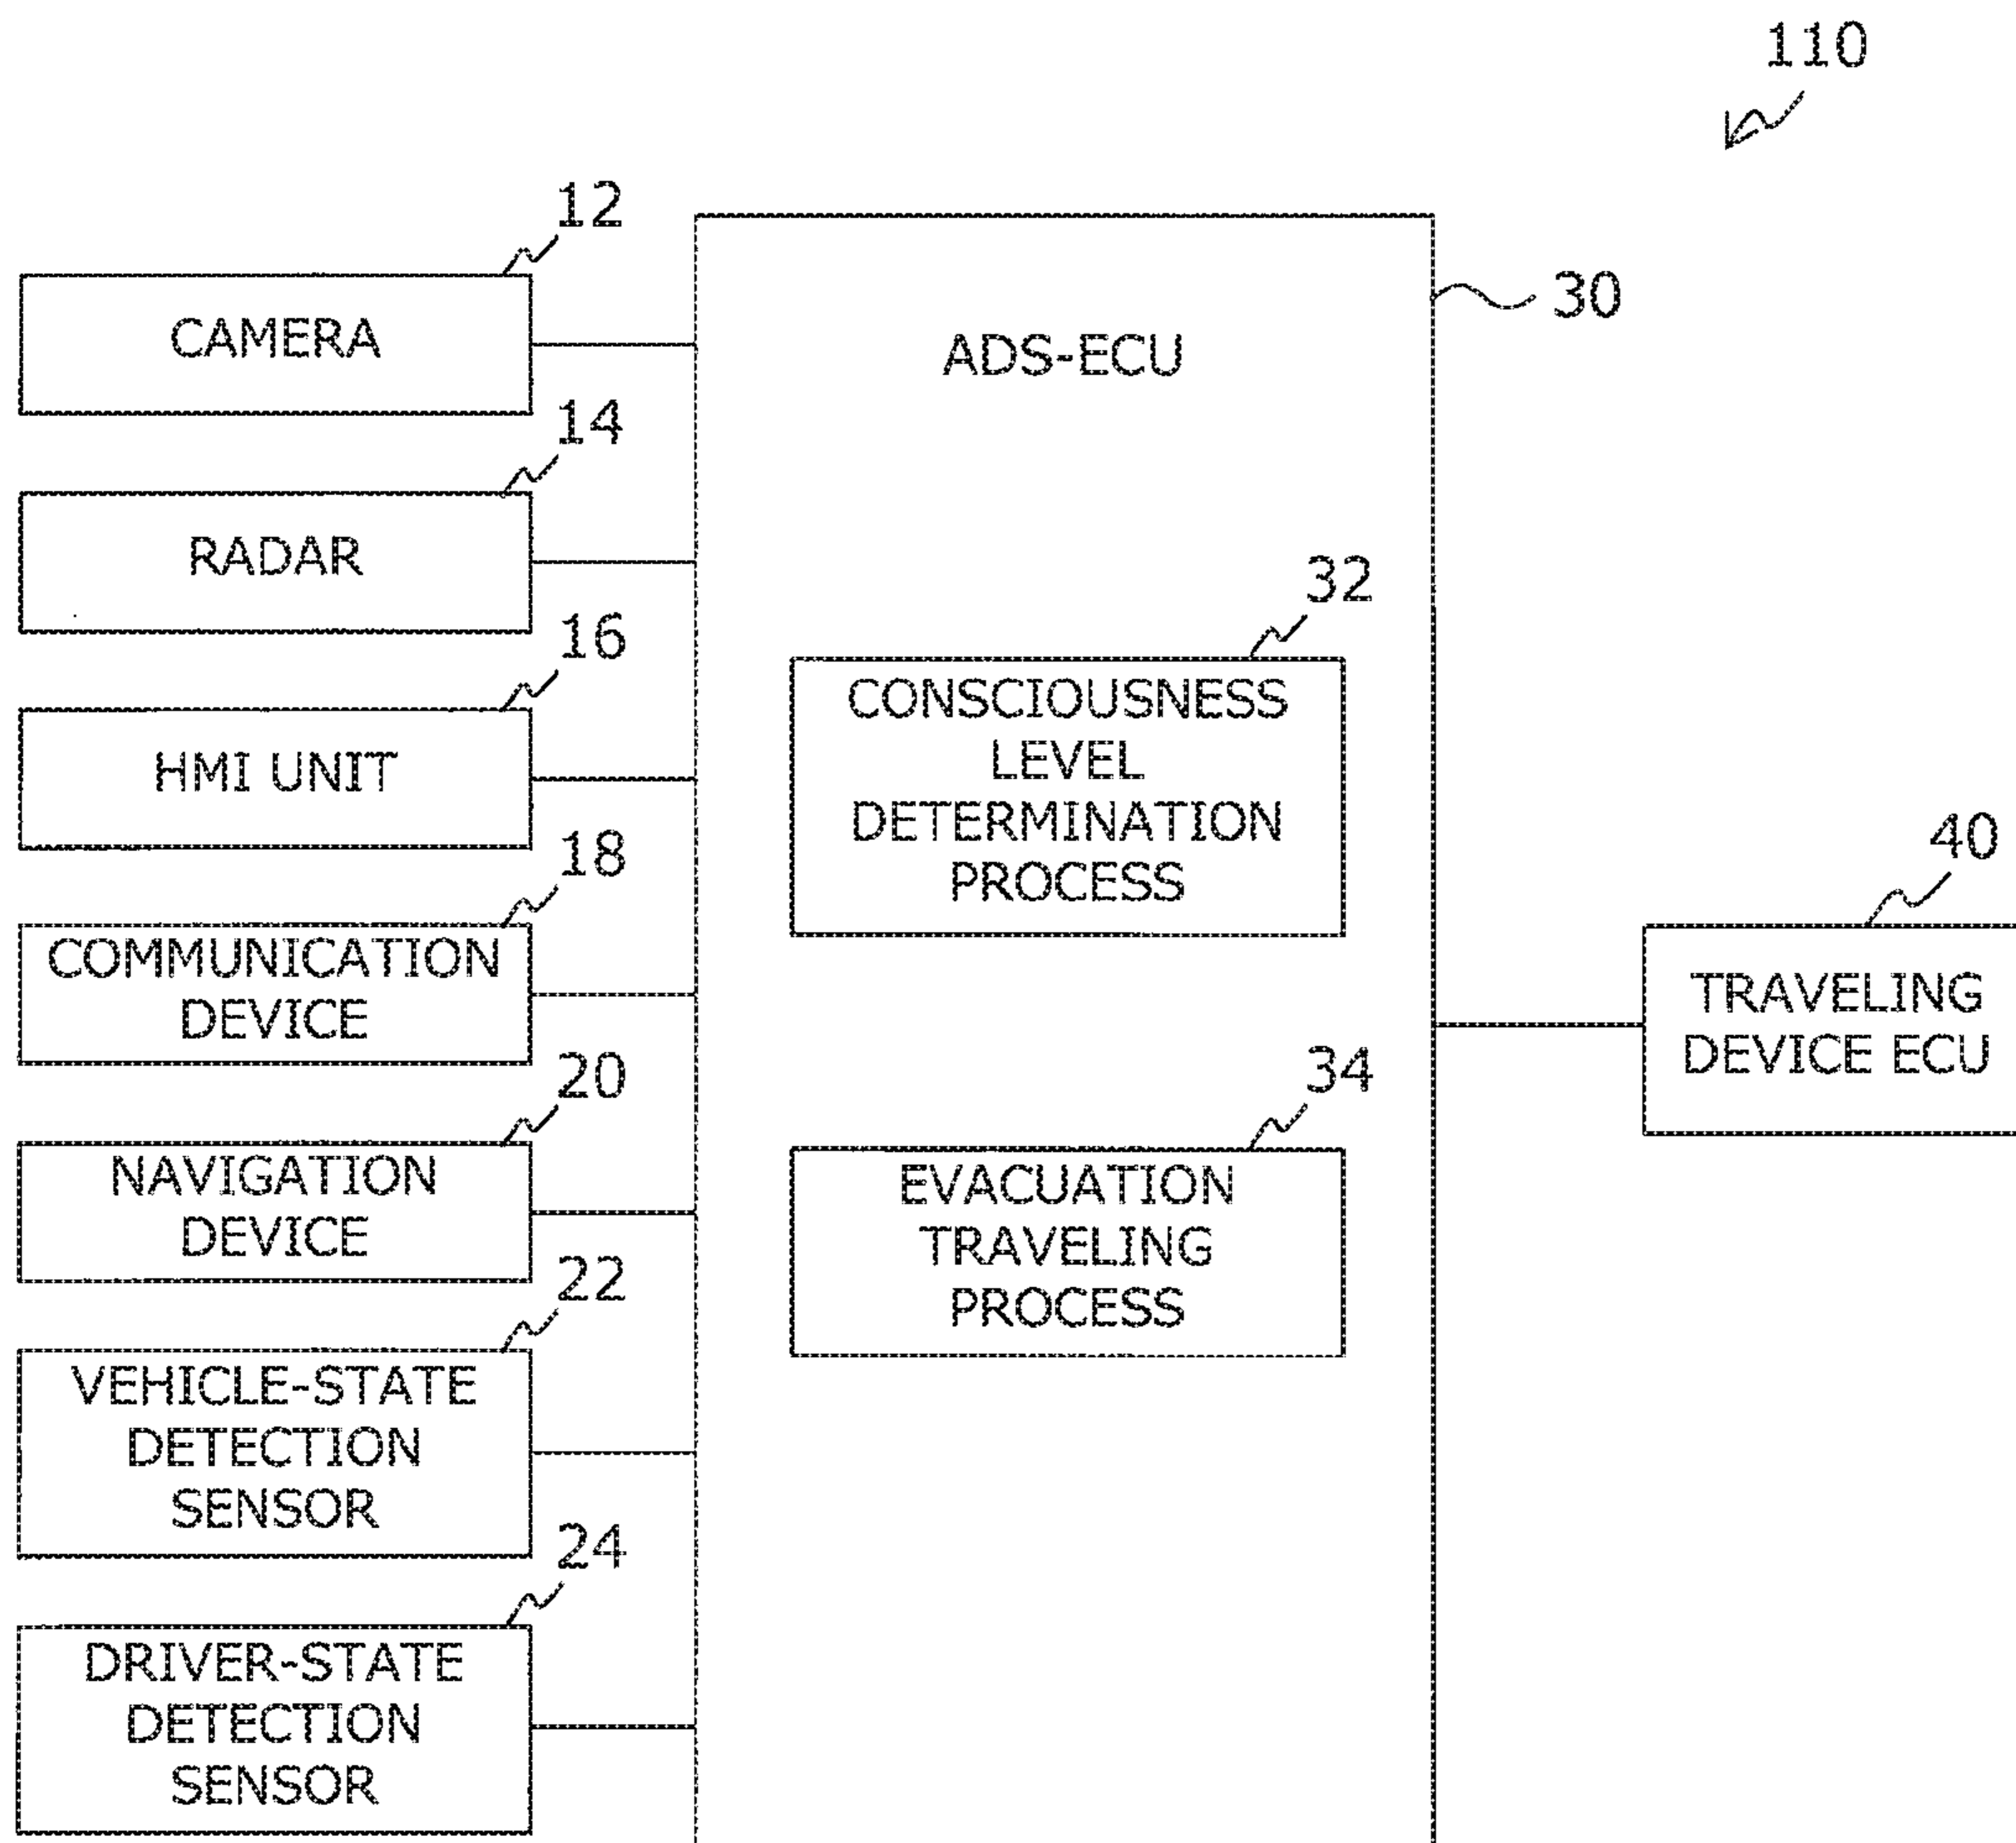 110
12
CAMERA
14
RADAR
16
HMI UNIT
18
COMMUNICATION
DEVICE
20
NAVIGATION
DEVICE
22
VEHICLE-STATE
DETECTION
SENSOR
24
DRIVER-STATE
DETECTION
SENSOR
30
ADS-ECU
32
CONSCIOUSNESS
LEVEL
DETERMINATION
PROCESS
34
EVACUATION
TRAVELING
PROCESS
40
TRAVELING
DEVICE ECU